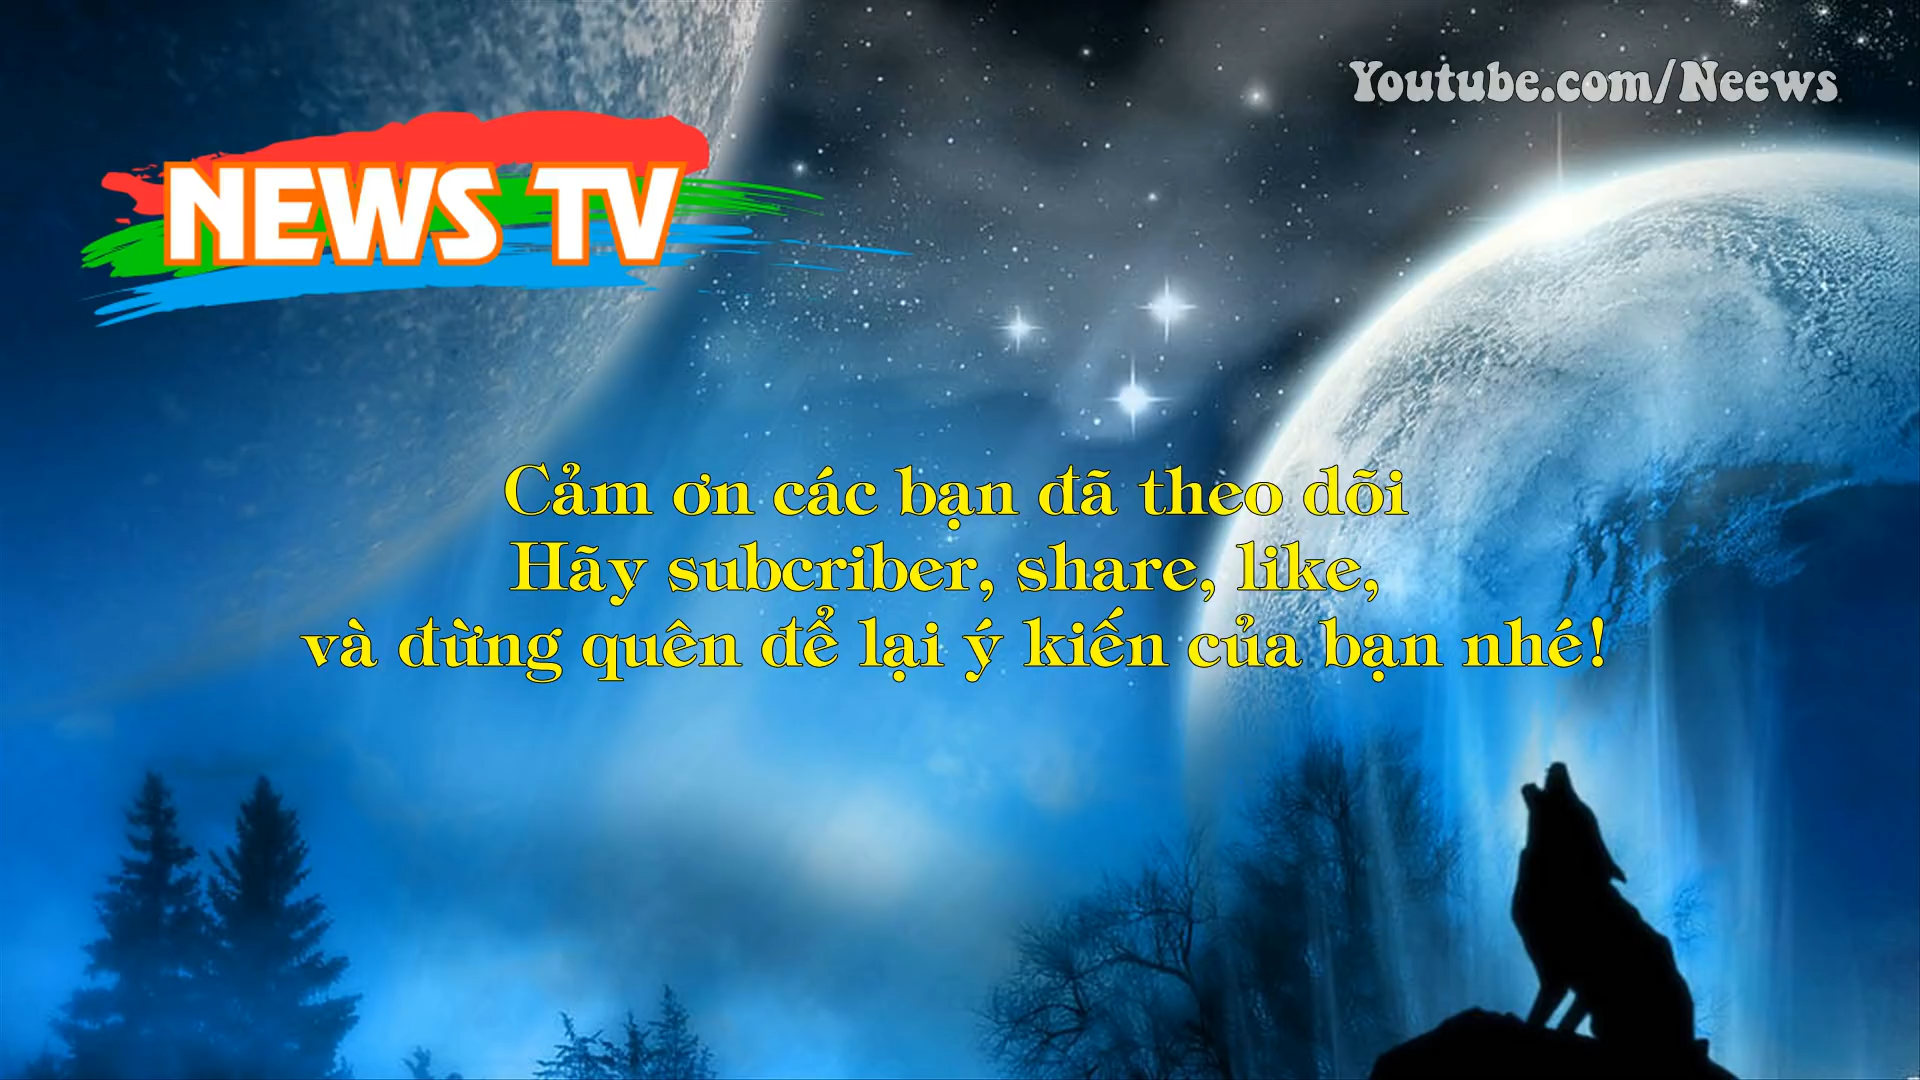 Youtube.com/Neews
NEWS TV
Cảm ơn các bạn đã theo dõi
Hãy subcriber, share, like,
và đừng quên để lại ý kiến của bạn nhé!